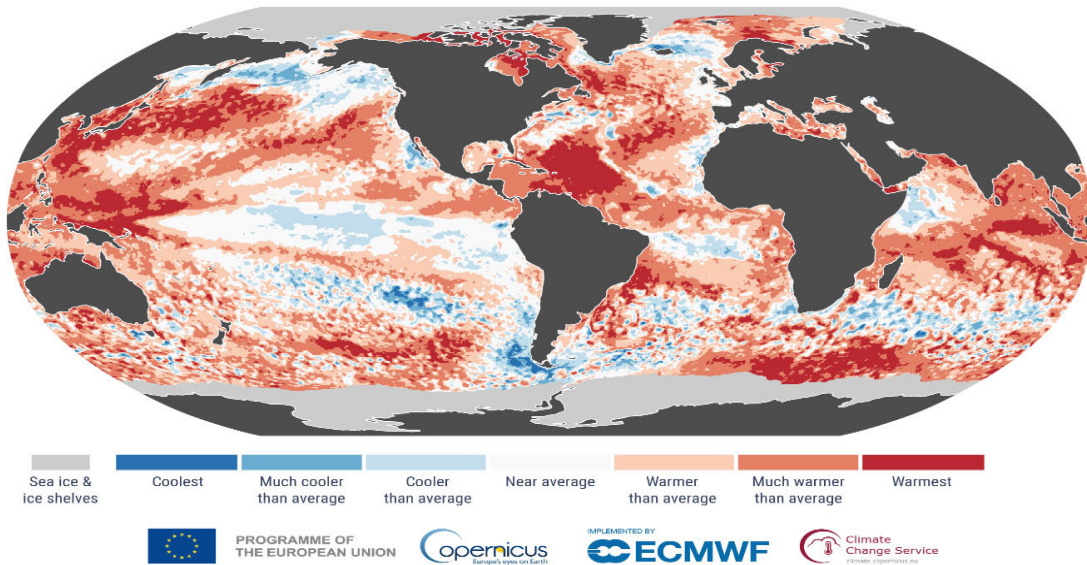 Sea ice &
ice shelves
Coolest
Much cooler
than average
Cooler
than average
Near average
Warmer
than average
Much warmer
than average
Warmest
PROGRAMME OF
THE EUROPEAN UNION
opernicus
Europe's eyes on Earth
IMPLEMENTED BY
ECMWF
Climate
Change Service
climate.copernicus.eu